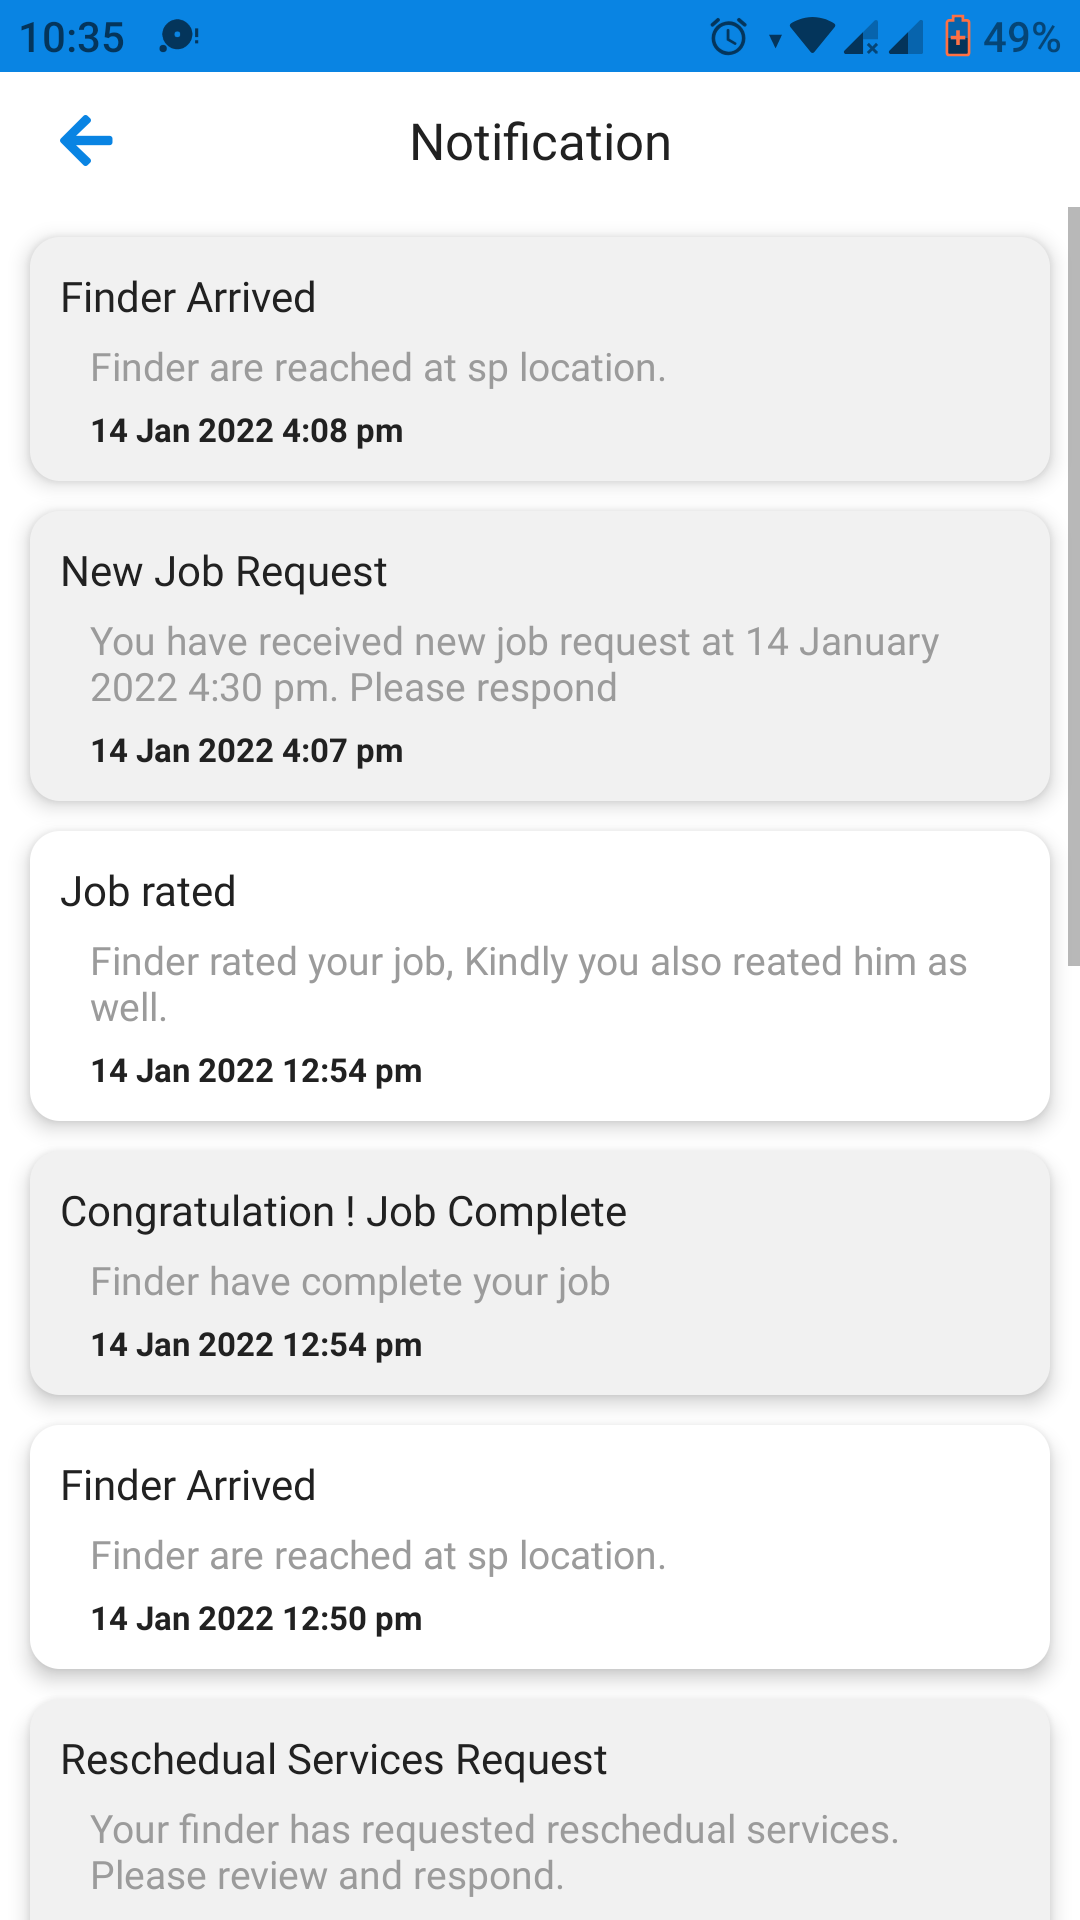 10:35
49%
Notification
Finder Arrived
Finder are reached at sp location.
14 Jan 2022 4:08 pm
New Job Request
You have received new job request at 14 January
2022 4:30 pm. Please respond
14 Jan 2022 4:07 pm
Job rated
Finder rated your job, Kindly you also reated him as
well.
14 Jan 2022 12:54 pm
Congratulation ! Job Complete
Finder have complete your job
14 Jan 2022 12:54 pm
Finder Arrived
Finder are reached at sp location.
14 Jan 2022 12:50 pm
Reschedual Services Request
Your finder has requested reschedual services.
Please review and respond.